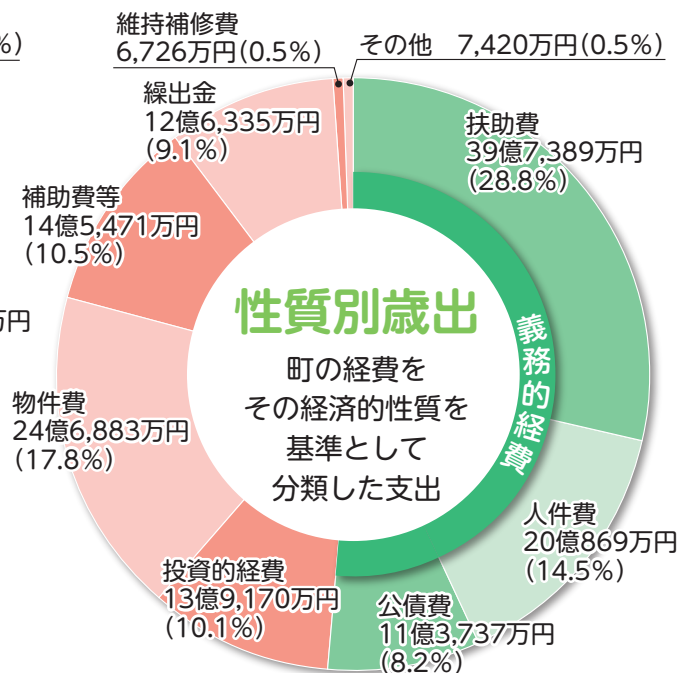 %)
維持補修費
6,726万円(0.5%)
その他 7,420万円(0.5%)
繰出金
12億6,335万円
(9.1%)
扶助費
39億7,389万円
(28.8%)
補助費等
14億5,471万円
(10.5%)
万円
性質別歳出
町の経費を
その経済的性質を
基準として
分類した支出
義務的経費
物件費
24億6,883万円
(17.8%)
人件費
20億869万円
(14.5%)
投資的経費
13億9,170万円
(10.1%)
公債費
11億3,737万円
(8.2%)